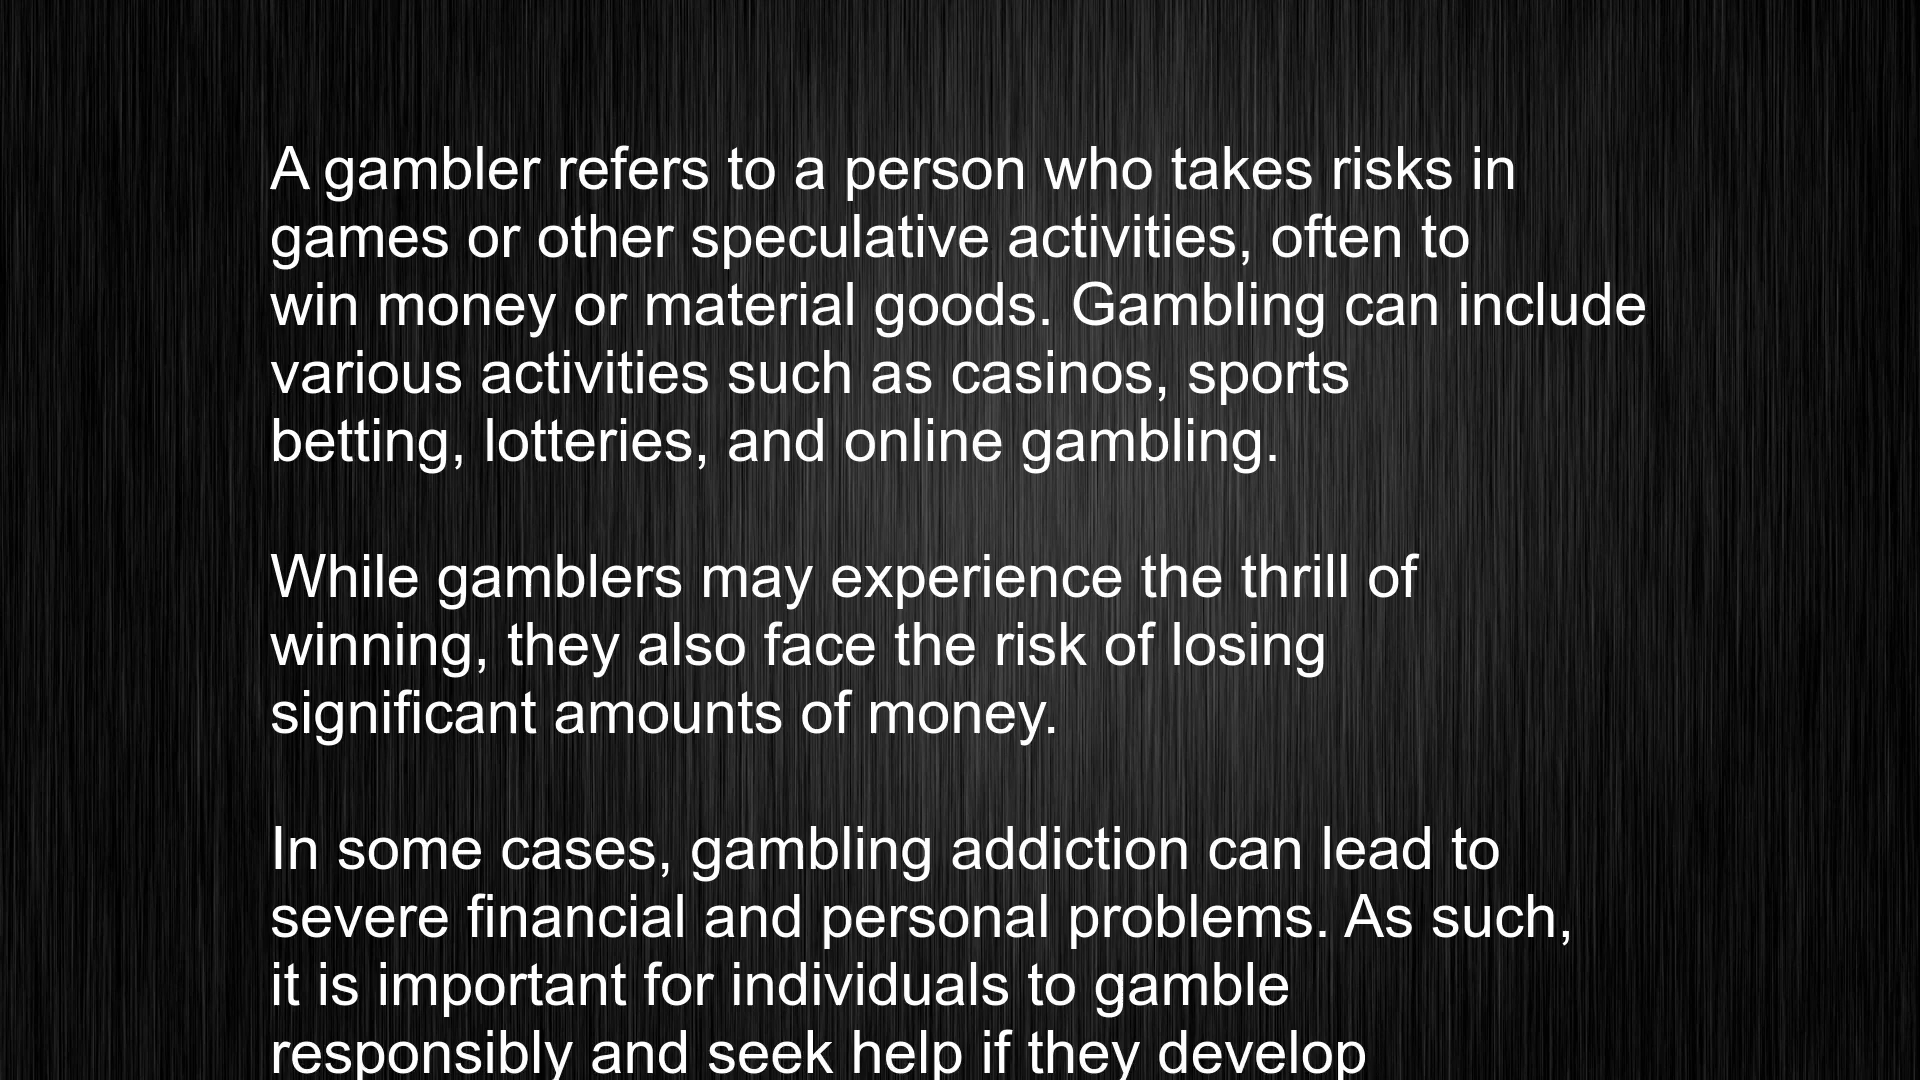 A gambler refers to a person who takes risks in
games or other speculative activities, often to
win money or material goods. Gambling can include
various activities such as casinos, sports
betting, lotteries, and online gambling.
While gamblers may experience the thrill of
winning, they also face the risk of losing
significant amounts of money.
In some cases, gambling addiction can lead to
severe financial and personal problems. As such,
it is important for individuals to gamble
responsibly and seek help if they develop